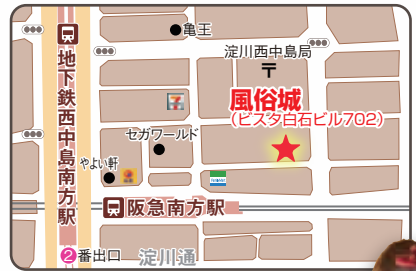 亀王
淀川西中島局
風俗城
(ビスタ白石ビル702)
セガワールド
やよい軒
地下鉄西中島南方駅
阪急南方駅
2番出口
淀川通